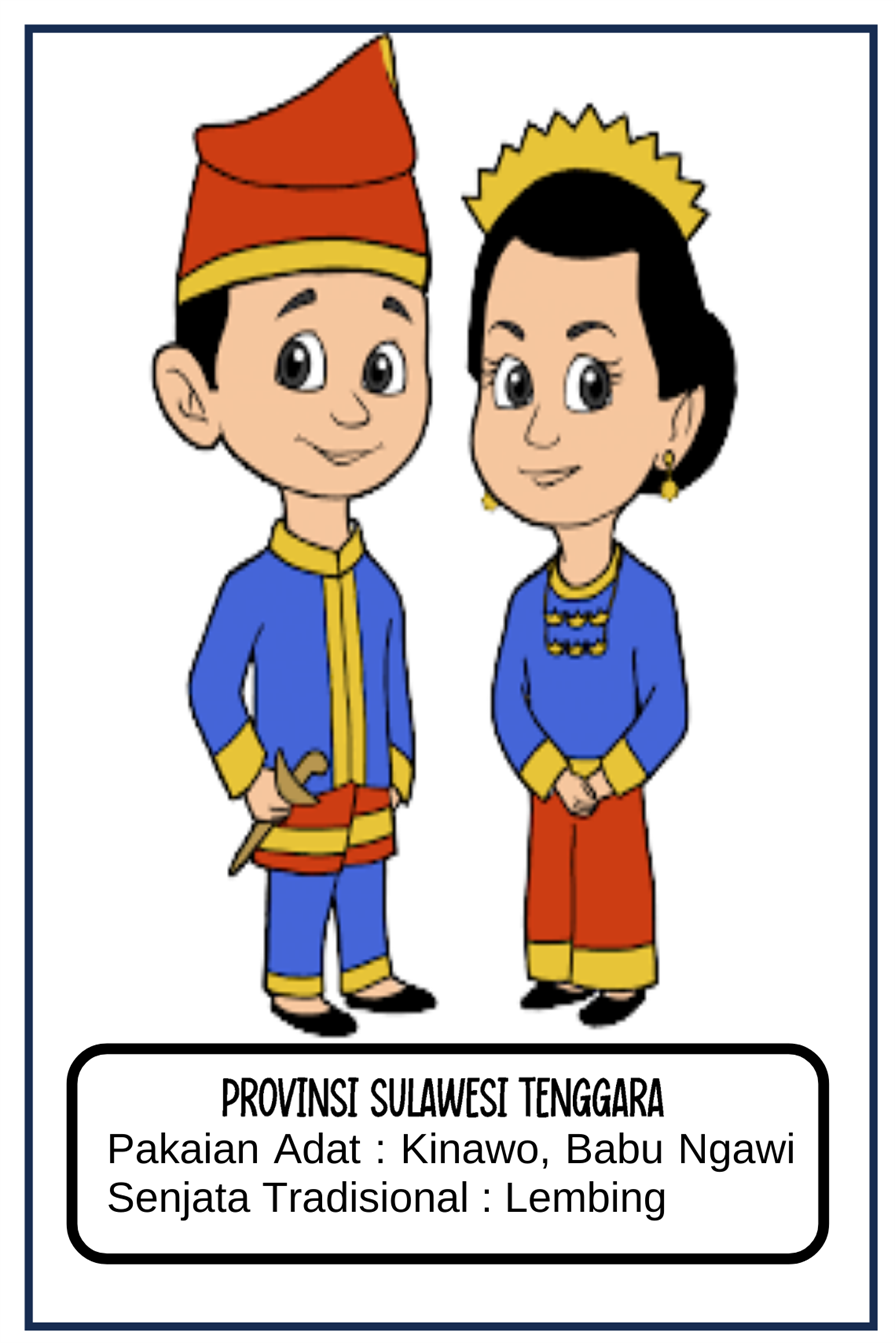 PROVINSI SULAWESI TENGGARA
Pakaian Adat : Kinawo, Babu Ngawi
Senjata Tradisional : Lembing